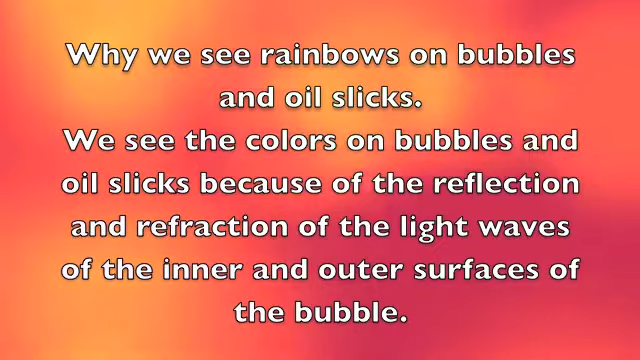 Why we see rainbows on bubbles
and oil slicks.
We see the colors on bubbles and
oil slicks because of the reflection
and refraction of the light waves
of the inner and outer surfaces of
the bubble.